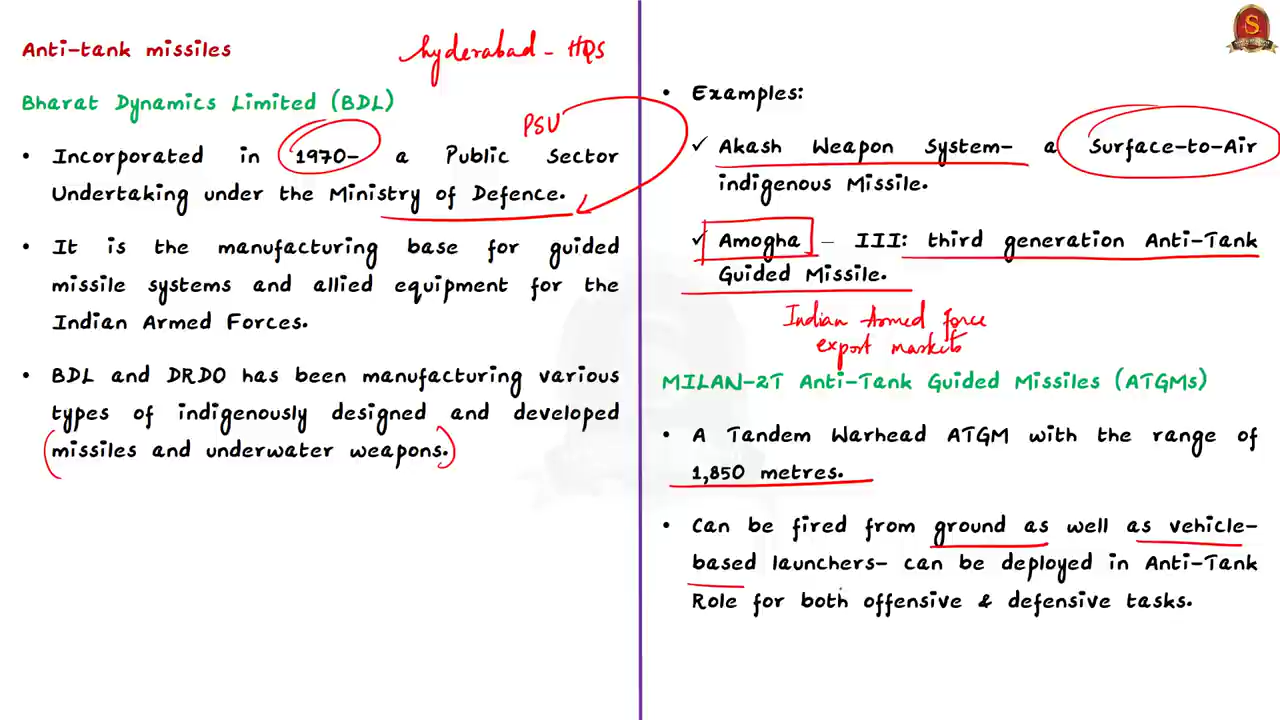 Anti-tank missiles
hyderabad - HQS
Bharat Dynamics Limited (BDL)
PSU
• Incorporated in 1970- a Public Sector
Undertaking under the Ministry of Defence.
• It is the manufacturing base for guided
missile systems and allied equipment for the
Indian Armed Forces.
• BDL and DRDO has been manufacturing various
types of indigenously designed and developed
missiles and underwater weapons.
• Examples:
✓ Akash Weapon System- a Surface-to-Air
indigenous Missile.
✓ Amogha - III: third generation Anti-Tank
Guided Missile.
Indian Armed force
export markets
MILAN-2T Anti-Tank Guided Missiles (ATGMs)
• A Tandem Warhead ATGM with the range of
1,850 metres.
• Can be fired from ground as well as vehicle-
based launchers- can be deployed in Anti-Tank
Role for both offensive & defensive tasks.